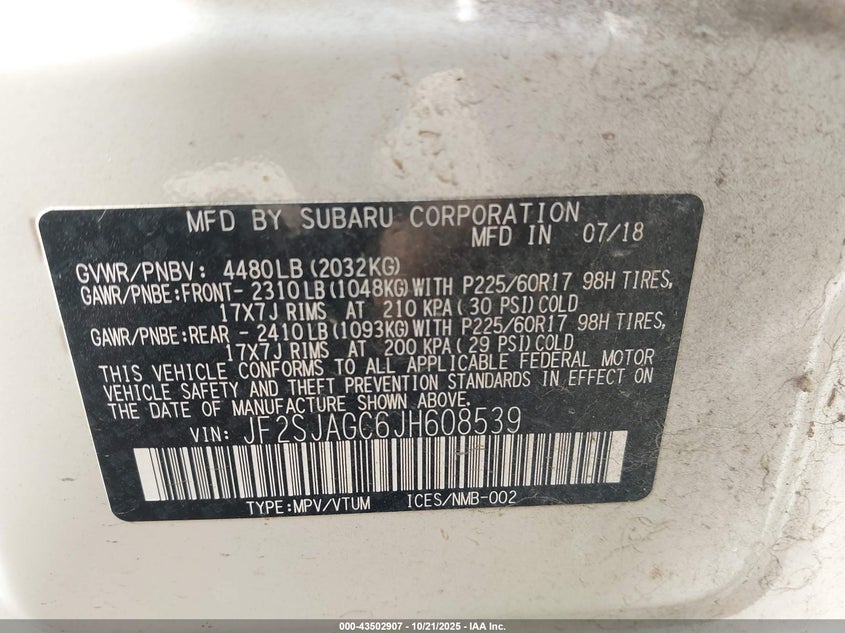 MFD BY SUBARU CORPORATION
MFD IN 07/18
GVWR/PNBV: 4480LB (2032KG)
GAWR/PNBE:FRONT- 2310LB (1048KG) WITH P225/60R17 98H TIRES,
17X7J RIMS AT 210 KPA( 30 PSI) COLD
GAWR/PNBE:REAR - 2410LB (1093KG) WITH P225/60R17 98H TIRES,
17X7J RIMS AT 200 KPA( 29 PSI) COLD
THIS VEHICLE CONFORMS TO ALL APPLICABLE FEDERAL MOTOR
VEHICLE SAFETY AND THEFT PREVENTION STANDARDS IN EFFECT ON
THE DATE OF MANUFACTURE SHOWN ABOVE.
VIN: JF2SJAGC6JH608539
TYPE:MPV/VTUM ICES/NMB-002
000-43502907 - 10/21/2025 - IAA Inc.